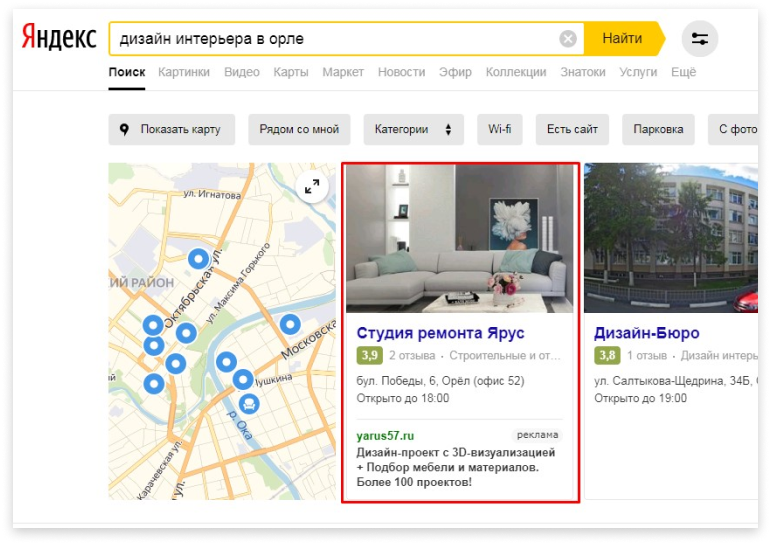 Яндекс
дизайн интерьера в орле
Найти
Поиск Картинки Видео Карты Маркет Новости Эфир Коллекции Знатоки Услуги Ещё
Показать карту
Рядом со мной
Категории
Wi-fi
Есть сайт
Парковка
С фото
ул. Игнатова
ИЙ РАЙОН
Октябрьская ул.
ул. Максима Горького
Московская
Пушкина
р. Ока
Карачевская ул.
Студия ремонта Ярус
3,9 2 отзыва · Строительные и от...
бул. Победы, 6, Орёл (офис 52)
Открыто до 18:00
yarus57.ru
реклама
Дизайн-проект с 3D-визуализацией
+ Подбор мебели и материалов.
Более 100 проектов!
Дизайн-Бюро
3,8 1 отзыв · Дизайн интерь
ул. Салтыкова-Щедрина, 34Б,
Открыто до 19:00